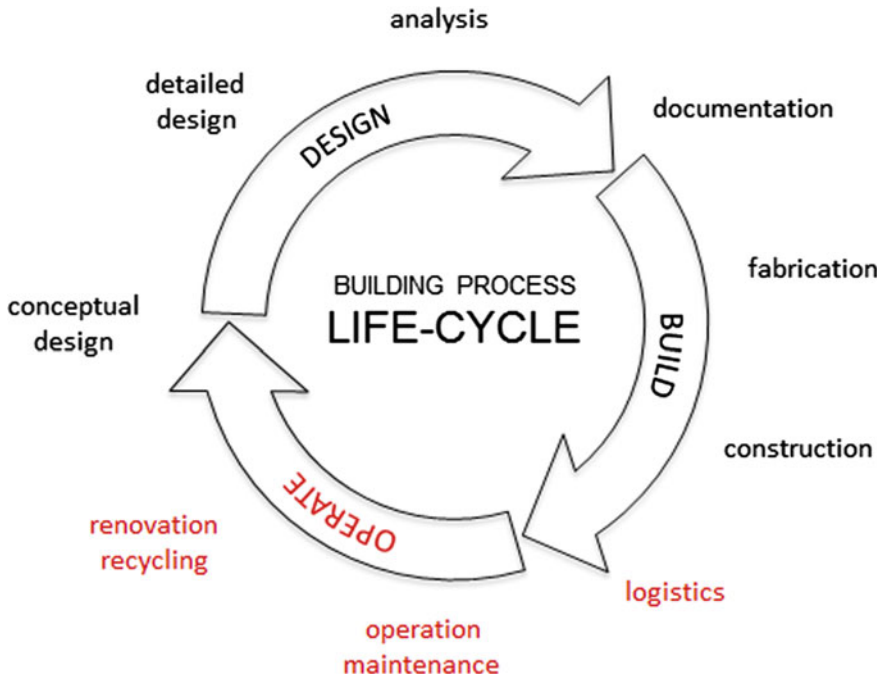 analysis
detailed
design
DESIGN
documentation
BUILDING PROCESS
LIFE-CYCLE
fabrication
conceptual
design
BUILD
construction
OPERATE
renovation
recycling
logistics
operation
maintenance